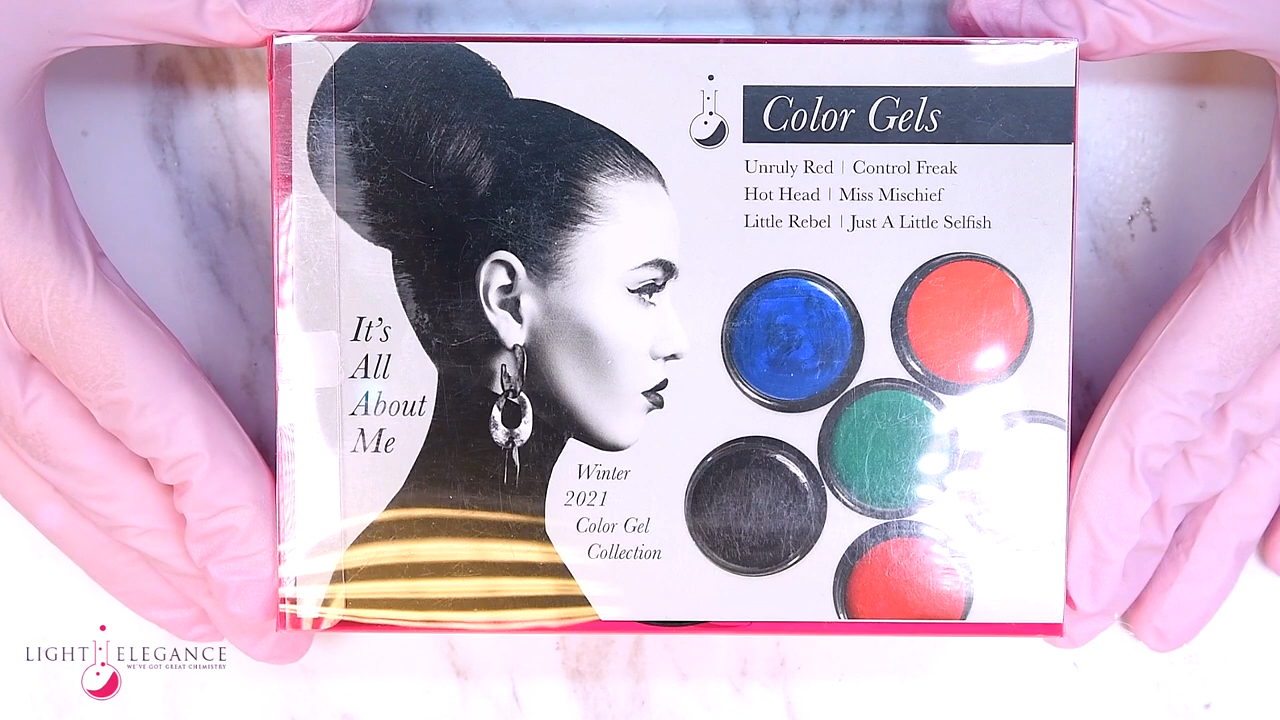 Color Gels
Unruly Red | Control Freak
Hot Head | Miss Mischief
Little Rebel | Just A Little Selfish
It's
All
About
Me
Winter
2021
Color Gel
Collection
LIGHT ELEGANCE
WE'VE GOT GREAT CHEMISTRY